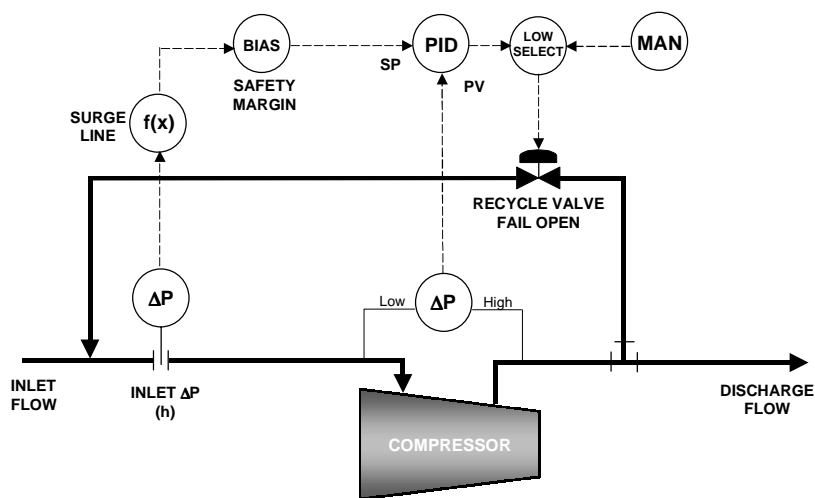 BIAS
PID
LOW
SELECT
MAN
SP
PV
SAFETY
MARGIN
SURGE
LINE
f(x)
RECYCLE VALVE
FAIL OPEN
ΔP
Low
ΔP
High
INLET
FLOW
INLET ΔP
(h)
DISCHARGE
FLOW
COMPRESSOR